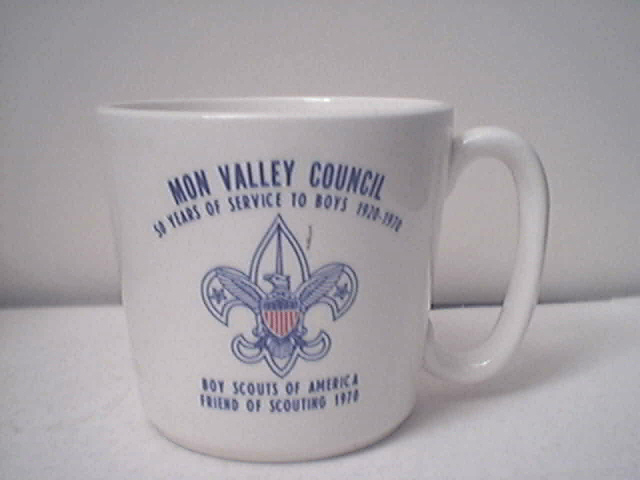 MON VALLEY COUNCIL
50 YEARS OF SERVICE TO BOYS 1920-1970
BOY SCOUTS OF AMERICA
FRIEND OF SCOUTING 1970